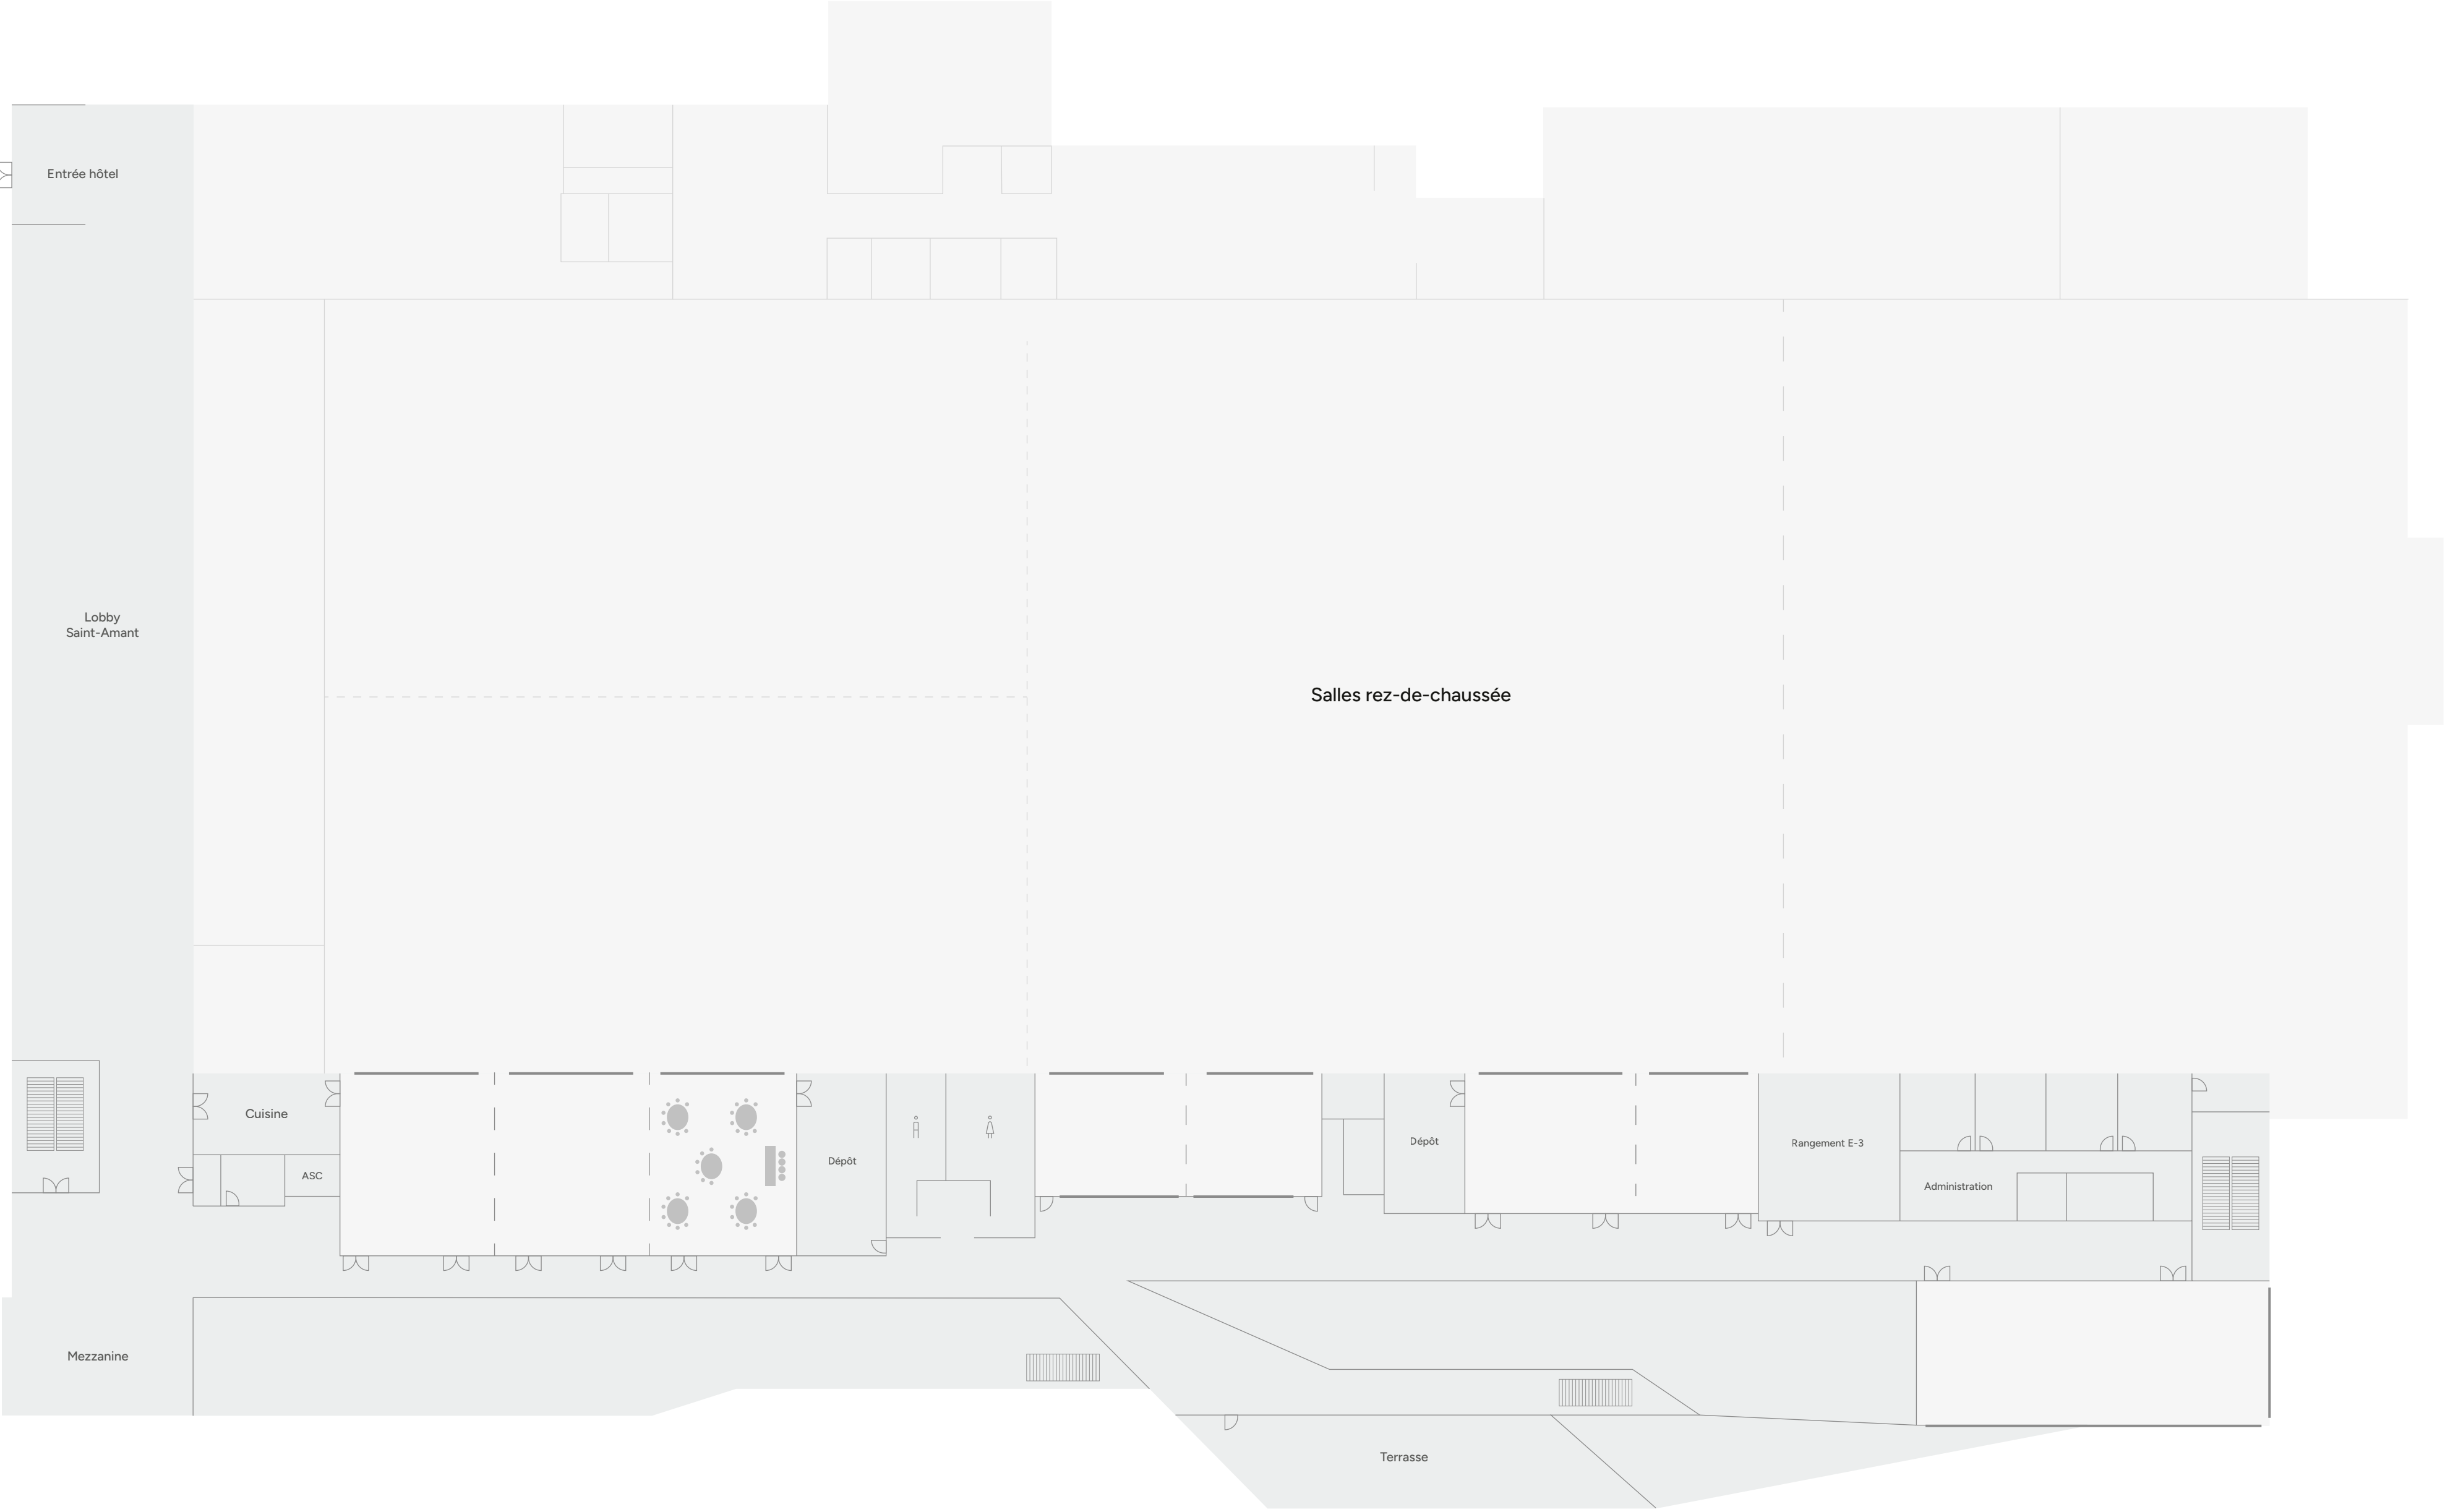 Entrée hôtel
Lobby
Saint-Amant
Salles rez-de-chaussée
Cuisine
ASC
Dépôt
Dépôt
Rangement E-3
Administration
Mezzanine
Terrasse